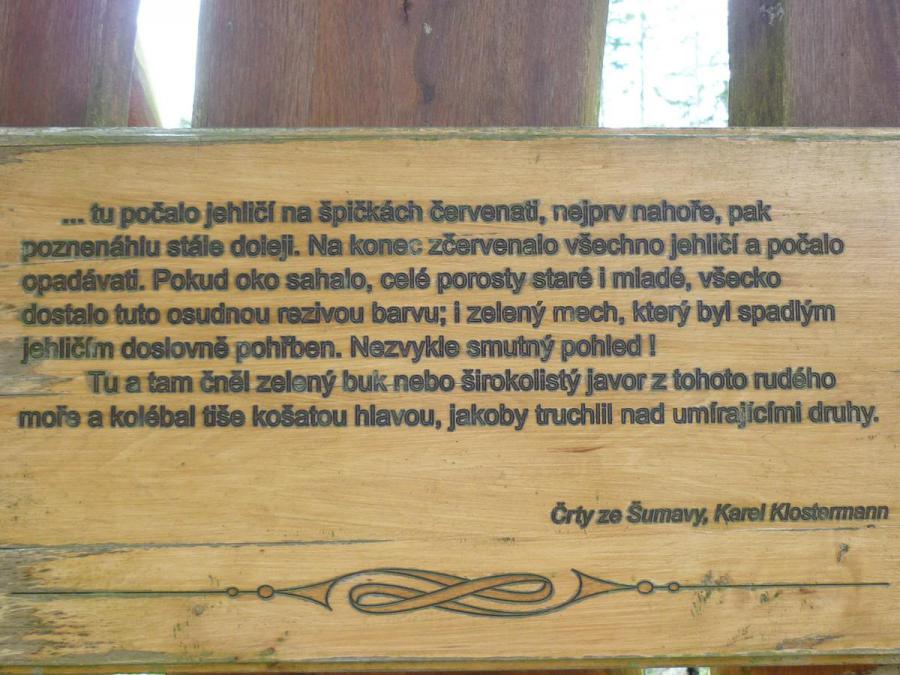 ... tu počalo jehličí na špičkách červenati, nejprv nahoře, pak
poznenáhlu stále doleji. Na konec zčervenalo všechno jehličí a počalo
opadávati. Pokud oko sahalo, celé porosty staré i mladé, všecko
dostalo tuto osudnou rezivou barvu; i zelený mech, který byl spadlým
jehličím doslovně pohřben. Nezvykle smutný pohled !
Tu a tam čněl zelený buk nebo širokolistý javor z tohoto rudého
moře a kolébal tiše košatou hlavou, jakoby truchlil nad umírajícími druhy.
Črty ze Šumavy, Karel Klostermann